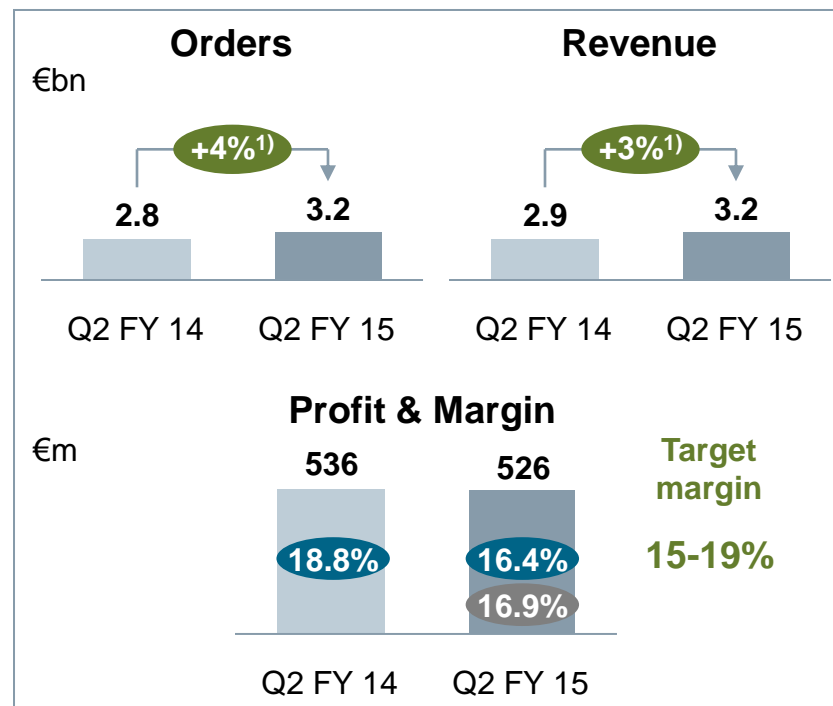 Orders
Revenue
€bn
+4%1)
+3%1)
2.8
3.2
2.9
3.2
Q2 FY 14
Q2 FY 15
Q2 FY 14
Q2 FY 15
Profit & Margin
€m
536
526
Target
margin
18.8%
16.4%
15-19%
16.9%
Q2 FY 14
Q2 FY 15